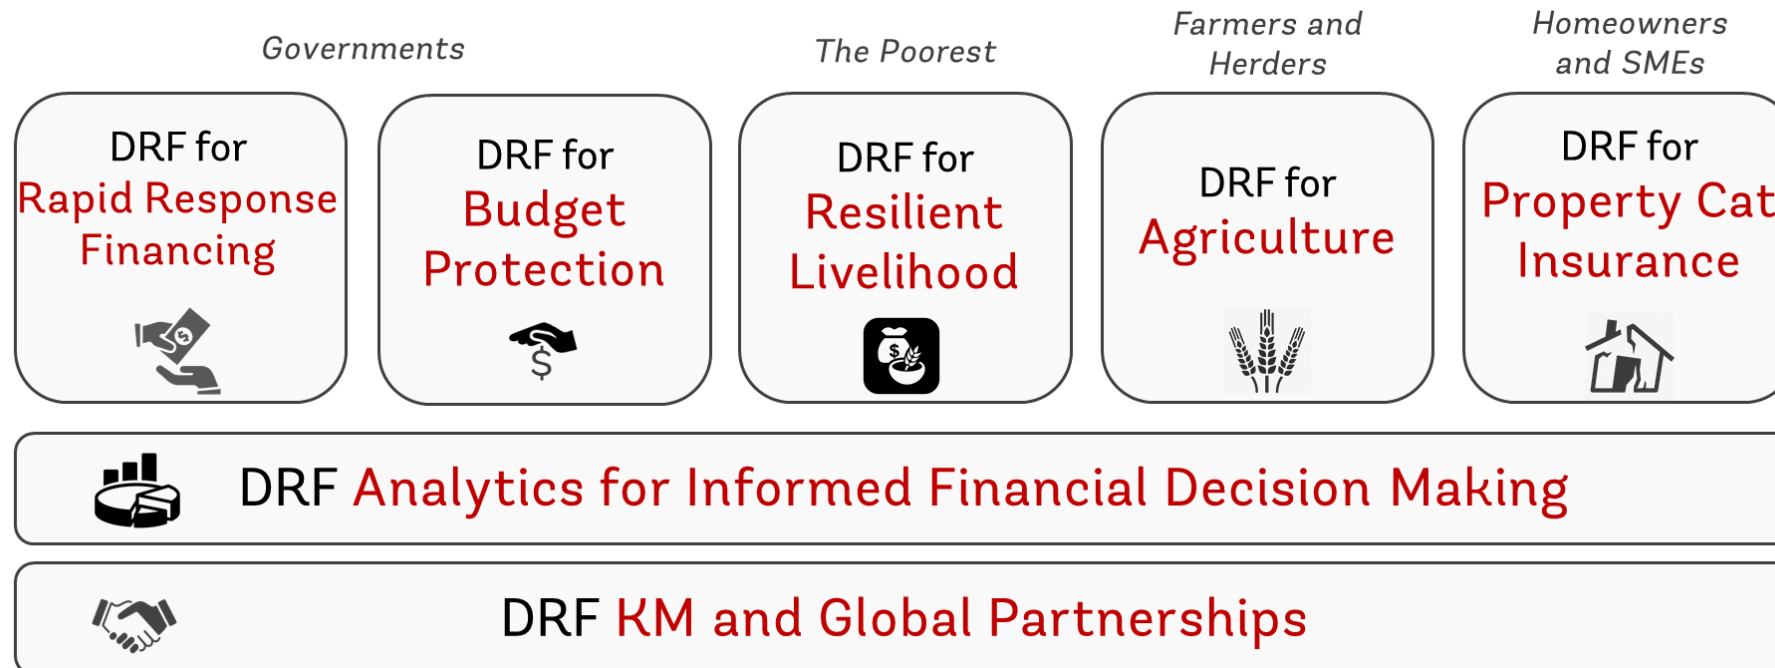 Governments
The Poorest
Farmers and
Herders
Homeowners
and SMEs
DRF for
Rapid Response
Financing
DRF for
Budget
Protection
$
DRF for
Resilient
Livelihood
$
DRF for
Agriculture
DRF for
Property Cat
Insurance
DRF Analytics for Informed Financial Decision Making
DRF KM and Global Partnerships